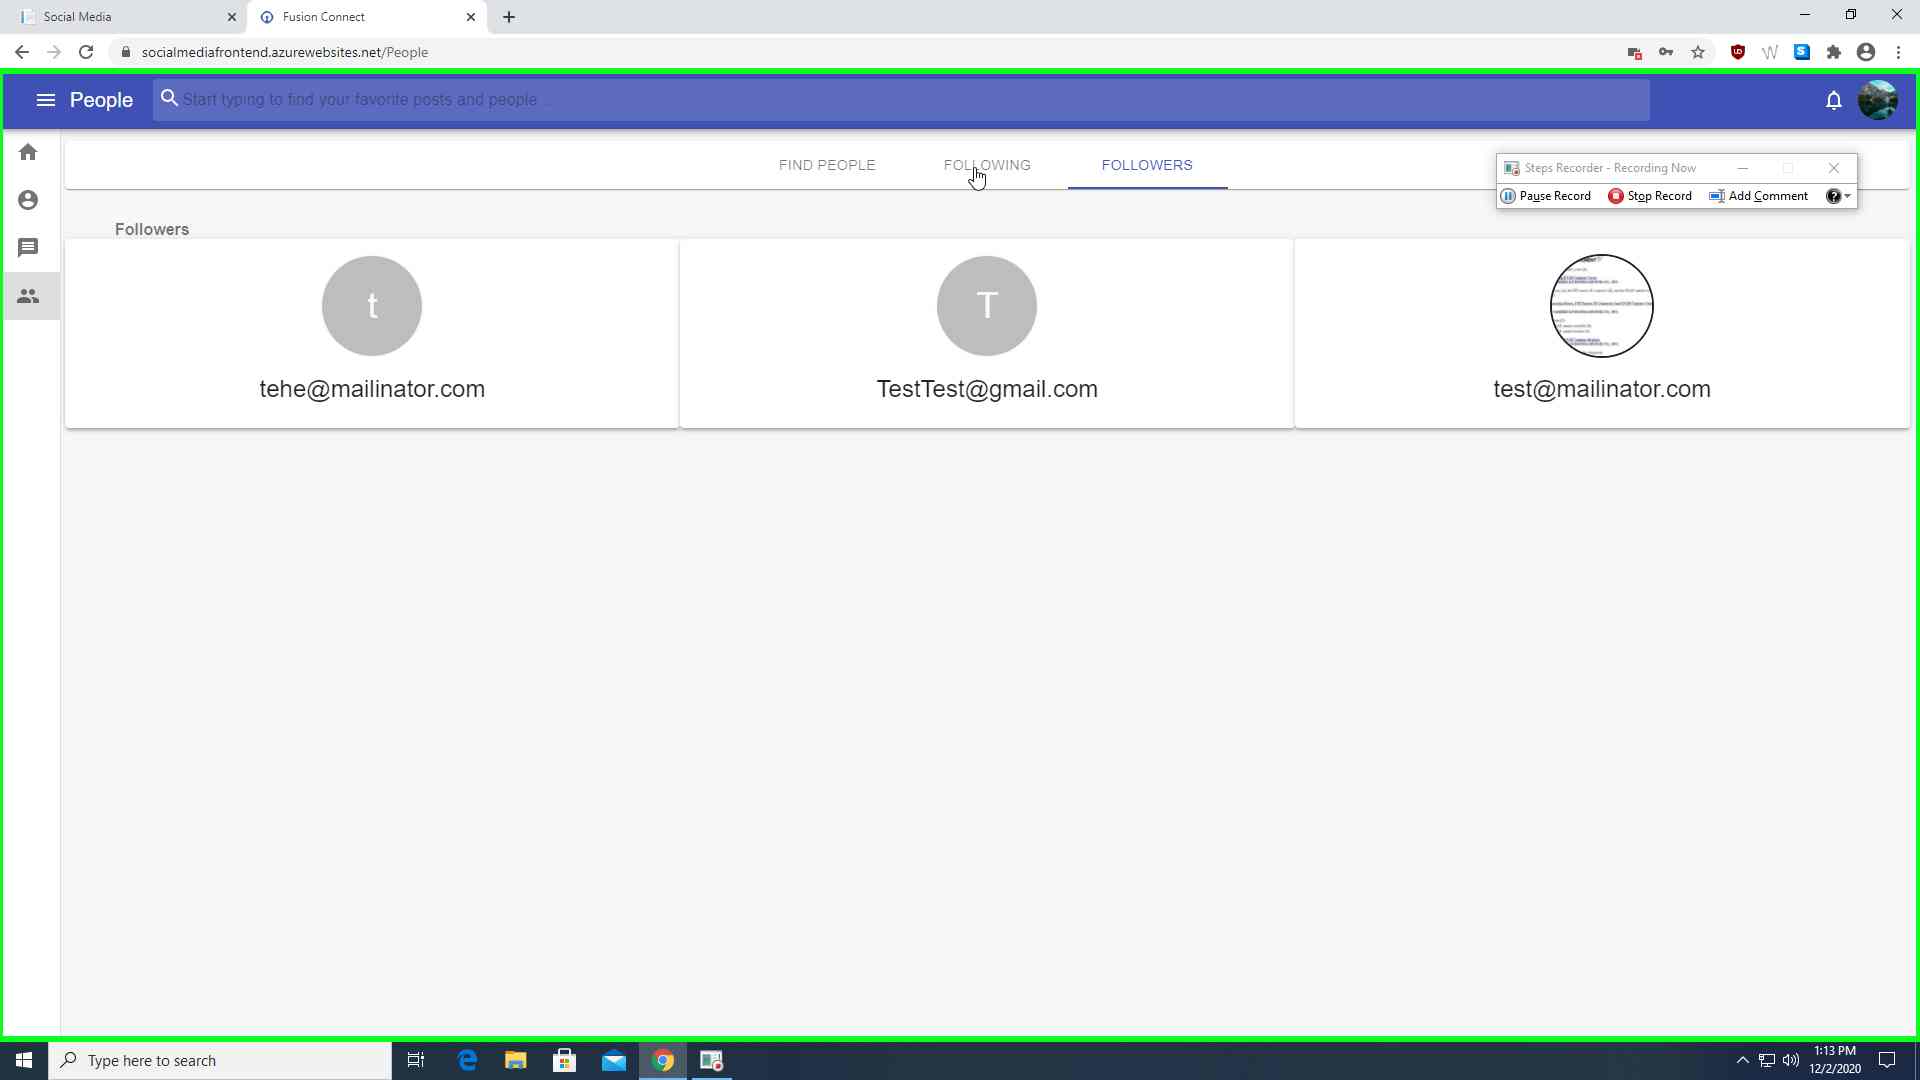 Social Media
Fusion Connect
socialmediafrontend.azurewebsites.net/People
People
Start typing to find your favorite posts and people ...
FIND PEOPLE
FOLLOWING
FOLLOWERS
Steps Recorder - Recording Now
Pause Record
Stop Record
Add Comment
Followers
t
T
tehe@mailinator.com
TestTest@gmail.com
test@mailinator.com
Type here to search
1:13 PM
12/2/2020